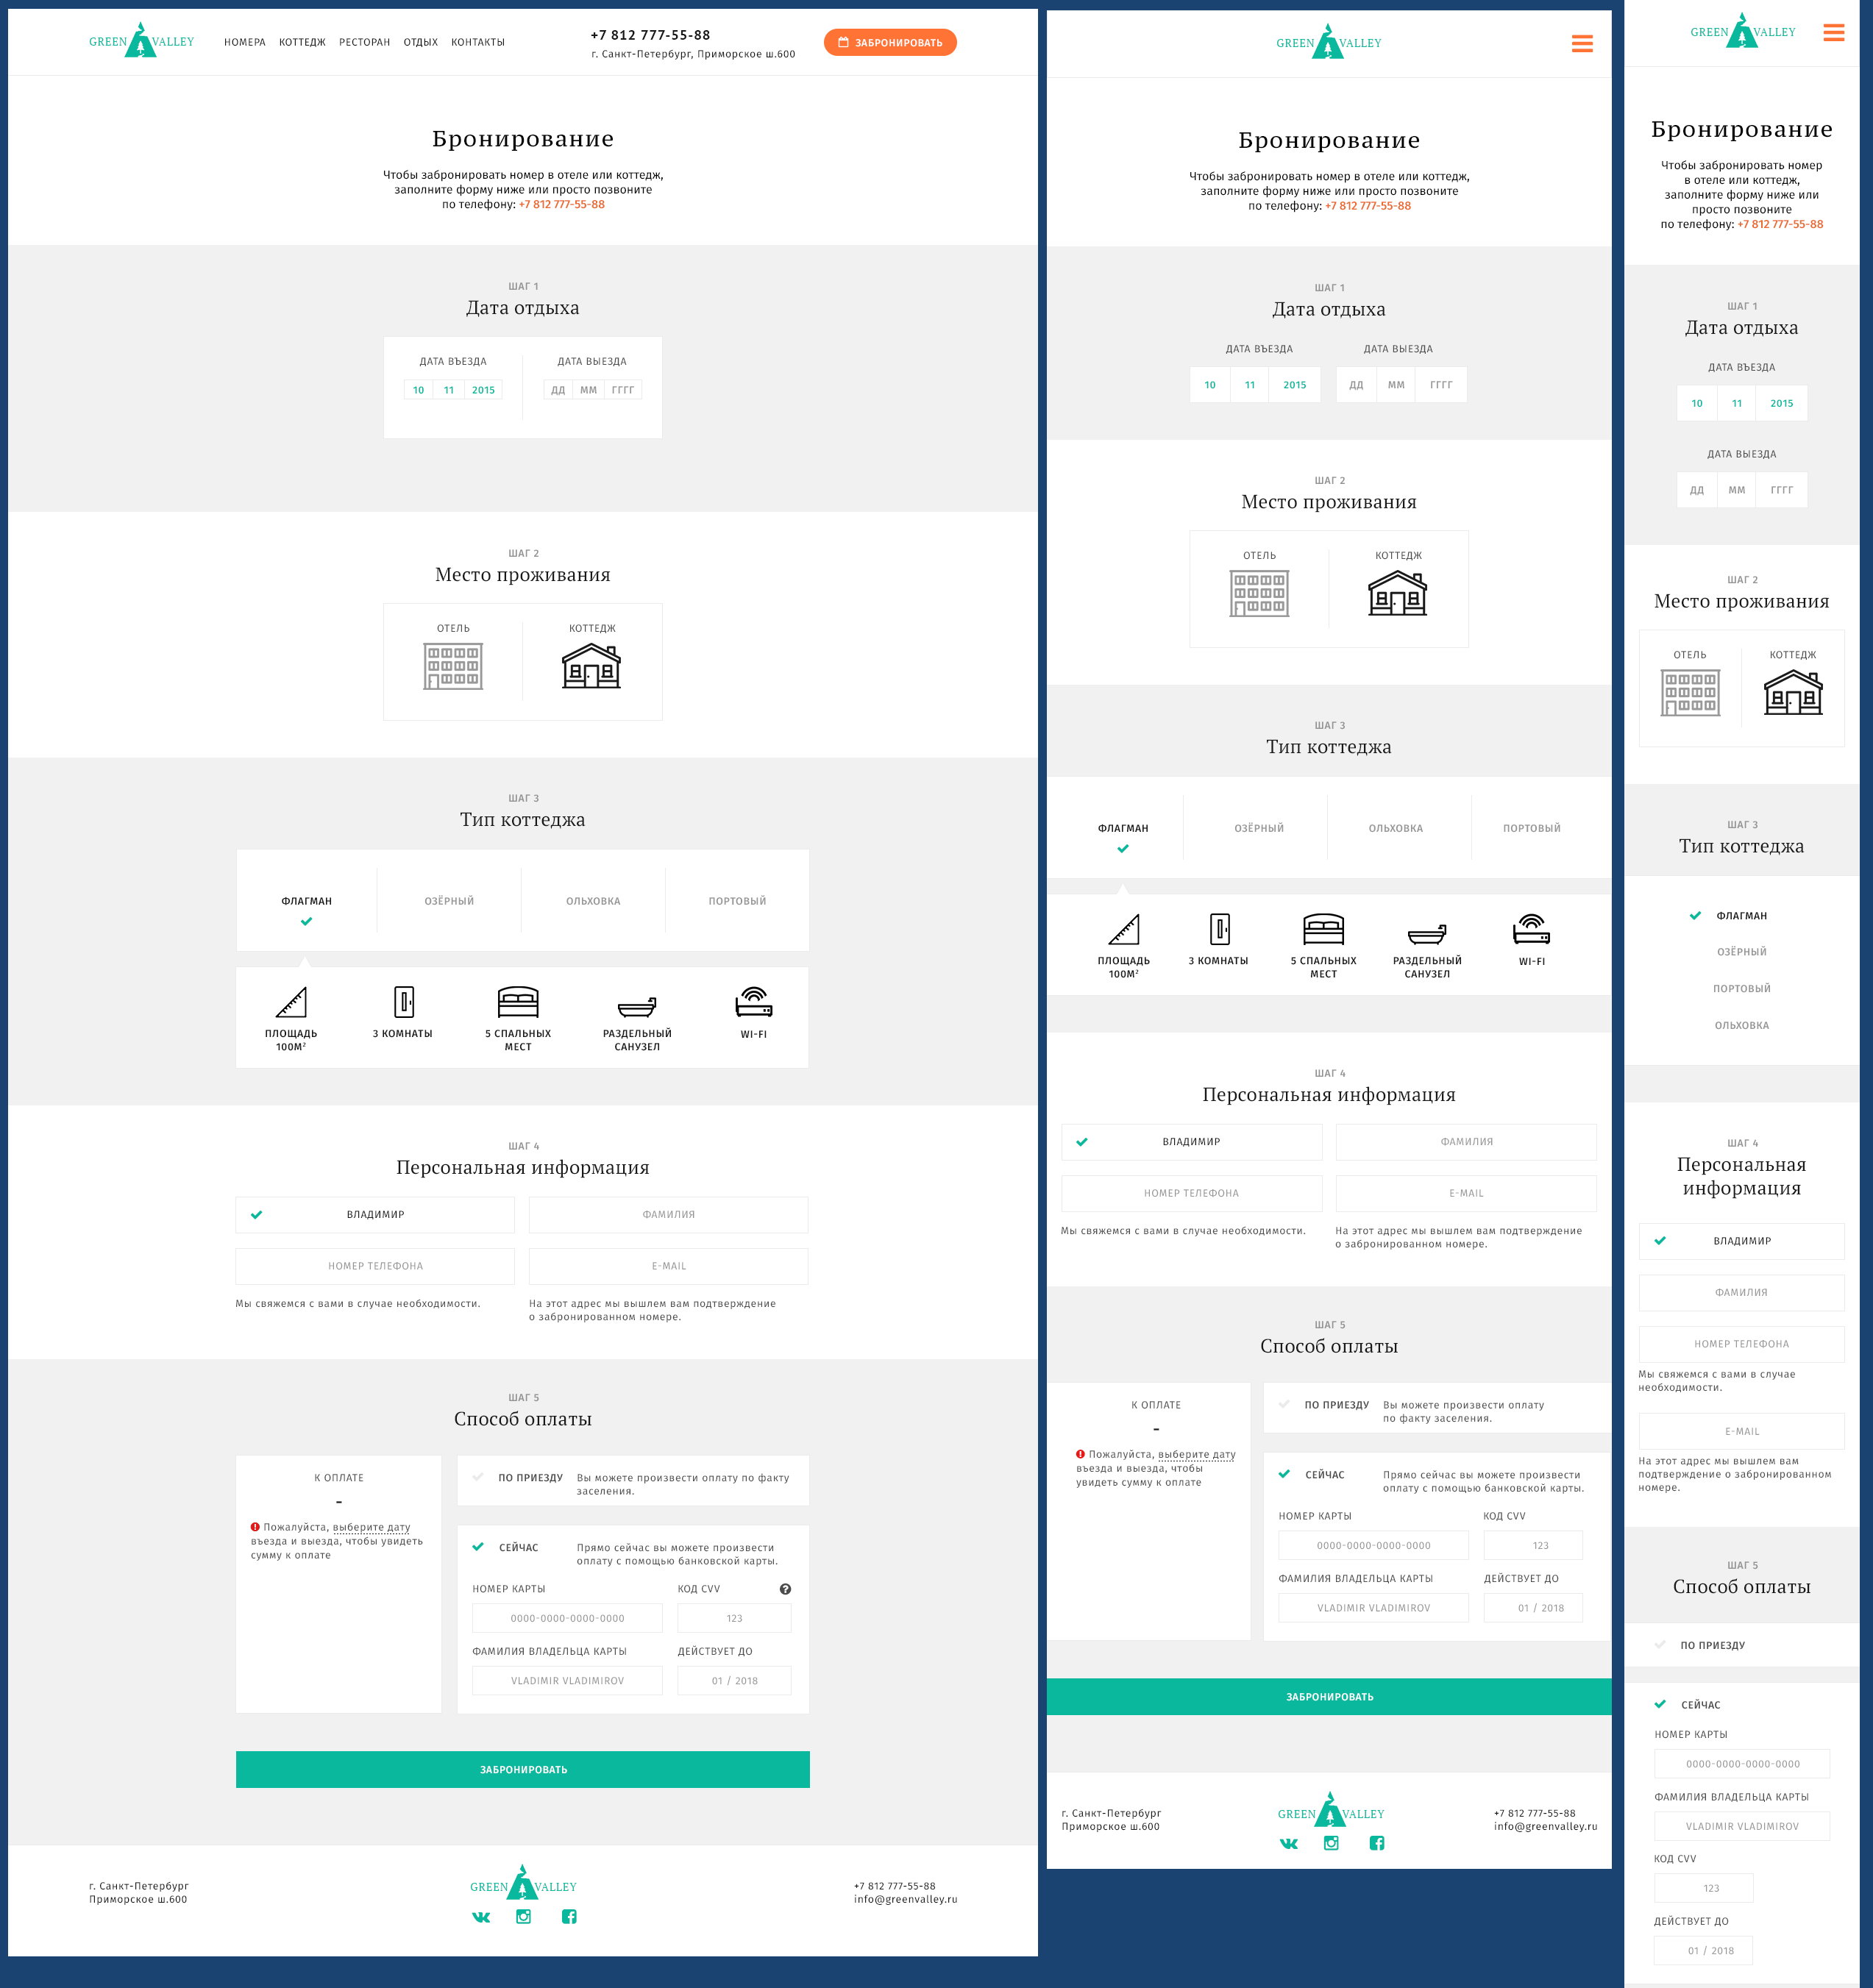 GREEN VALLEY
НОМЕРА КОТТЕДЖ РЕСТОРАН ОТДЫХ КОНТАКТЫ
+7 812 777-55-88
г. Санкт-Петербург, Приморское ш.600
ЗАБРОНИРОВАТЬ
Бронирование
Чтобы забронировать номер в отеле или коттедж,
заполните форму ниже или просто позвоните
по телефону: +7 812 777-55-88
ШАГ 1
Дата отдыха
ДАТА ВЪЕЗДА ДАТА ВЫЕЗДА
10 11 2015 ДД ММ ГГГГ
ШАГ 2
Место проживания
ОТЕЛЬ КОТТЕДЖ
ШАГ 3
Тип коттеджа
ФЛАГМАН ОЗЁРНЫЙ ОЛЬХОВКА ПОРТОВЫЙ
ПЛОЩАДЬ 3 КОМНАТЫ 5 СПАЛЬНЫХ РАЗДЕЛЬНЫЙ WI-FI
100М² МЕСТ САНУЗЕЛ
ШАГ 4
Персональная информация
ВЛАДИМИР ФАМИЛИЯ
НОМЕР ТЕЛЕФОНА E-MAIL
Мы свяжемся с вами в случае необходимости. На этот адрес мы вышлем вам подтверждение
о забронированном номере.
ШАГ 5
Способ оплаты
К ОПЛАТЕ
-
Пожалуйста, выберите дату
въезда и выезда, чтобы увидеть
сумму к оплате
ПО ПРИЕЗДУ Вы можете произвести оплату по факту
заселения.
СЕЙЧАС Прямо сейчас вы можете произвести
оплату с помощью банковской карты.
НОМЕР КАРТЫ КОД CVV ?
0000-0000-0000-0000 123
ФАМИЛИЯ ВЛАДЕЛЬЦА КАРТЫ ДЕЙСТВУЕТ ДО
VLADIMIR VLADIMIROV 01 / 2018
ЗАБРОНИРОВАТЬ
г. Санкт-Петербург
Приморское ш.600
GREEN VALLEY
+7 812 777-55-88
info@greenvalley.ru
GREEN VALLEY
Бронирование
Чтобы забронировать номер в отеле или коттедж,
заполните форму ниже или просто позвоните
по телефону: +7 812 777-55-88
ШАГ 1
Дата отдыха
ДАТА ВЪЕЗДА ДАТА ВЫЕЗДА
10 11 2015 ДД ММ ГГГГ
ШАГ 2
Место проживания
ОТЕЛЬ КОТТЕДЖ
ШАГ 3
Тип коттеджа
ФЛАГМАН ОЗЁРНЫЙ ОЛЬХОВКА ПОРТОВЫЙ
ПЛОЩАДЬ 3 КОМНАТЫ 5 СПАЛЬНЫХ РАЗДЕЛЬНЫЙ WI-FI
100М² МЕСТ САНУЗЕЛ
ШАГ 4
Персональная информация
ВЛАДИМИР ФАМИЛИЯ
НОМЕР ТЕЛЕФОНА E-MAIL
Мы свяжемся с вами в случае необходимости. На этот адрес мы вышлем вам подтверждение
о забронированном номере.
ШАГ 5
Способ оплаты
К ОПЛАТЕ
-
Пожалуйста, выберите дату
въезда и выезда, чтобы
увидеть сумму к оплате
ПО ПРИЕЗДУ Вы можете произвести оплату
по факту заселения.
СЕЙЧАС Прямо сейчас вы можете произвести
оплату с помощью банковской карты.
НОМЕР КАРТЫ КОД CVV
0000-0000-0000-0000 123
ФАМИЛИЯ ВЛАДЕЛЬЦА КАРТЫ ДЕЙСТВУЕТ ДО
VLADIMIR VLADIMIROV 01 / 2018
ЗАБРОНИРОВАТЬ
г. Санкт-Петербург
Приморское ш.600
GREEN VALLEY
+7 812 777-55-88
info@greenvalley.ru
GREEN VALLEY
Бронирование
Чтобы забронировать номер
в отеле или коттедж,
заполните форму ниже или
просто позвоните
по телефону: +7 812 777-55-88
ШАГ 1
Дата отдыха
ДАТА ВЪЕЗДА
10 11 2015
ДАТА ВЫЕЗДА
ДД ММ ГГГГ
ШАГ 2
Место проживания
ОТЕЛЬ КОТТЕДЖ
ШАГ 3
Тип коттеджа
ФЛАГМАН
ОЗЁРНЫЙ
ПОРТОВЫЙ
ОЛЬХОВКА
ШАГ 4
Персональная
информация
ВЛАДИМИР
ФАМИЛИЯ
НОМЕР ТЕЛЕФОНА
Мы свяжемся с вами в случае
необходимости.
E-MAIL
На этот адрес мы вышлем вам
подтверждение о забронированном
номере.
ШАГ 5
Способ оплаты
ПО ПРИЕЗДУ
СЕЙЧАС
НОМЕР КАРТЫ
0000-0000-0000-0000
ФАМИЛИЯ ВЛАДЕЛЬЦА КАРТЫ
VLADIMIR VLADIMIROV
КОД CVV
123
ДЕЙСТВУЕТ ДО
01 / 2018